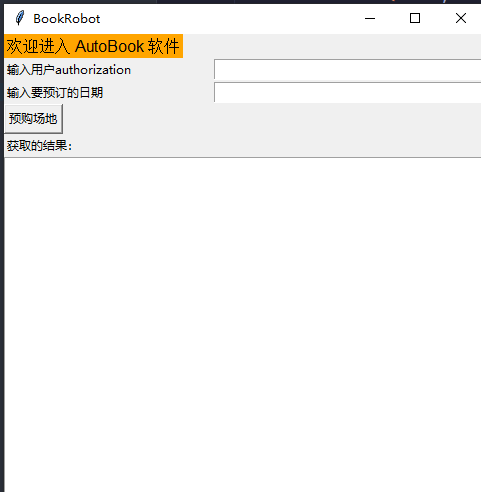 BookRobot
欢迎进入 AutoBook 软件
输入用户authorization
输入要预订的日期
预购场地
获取的结果: